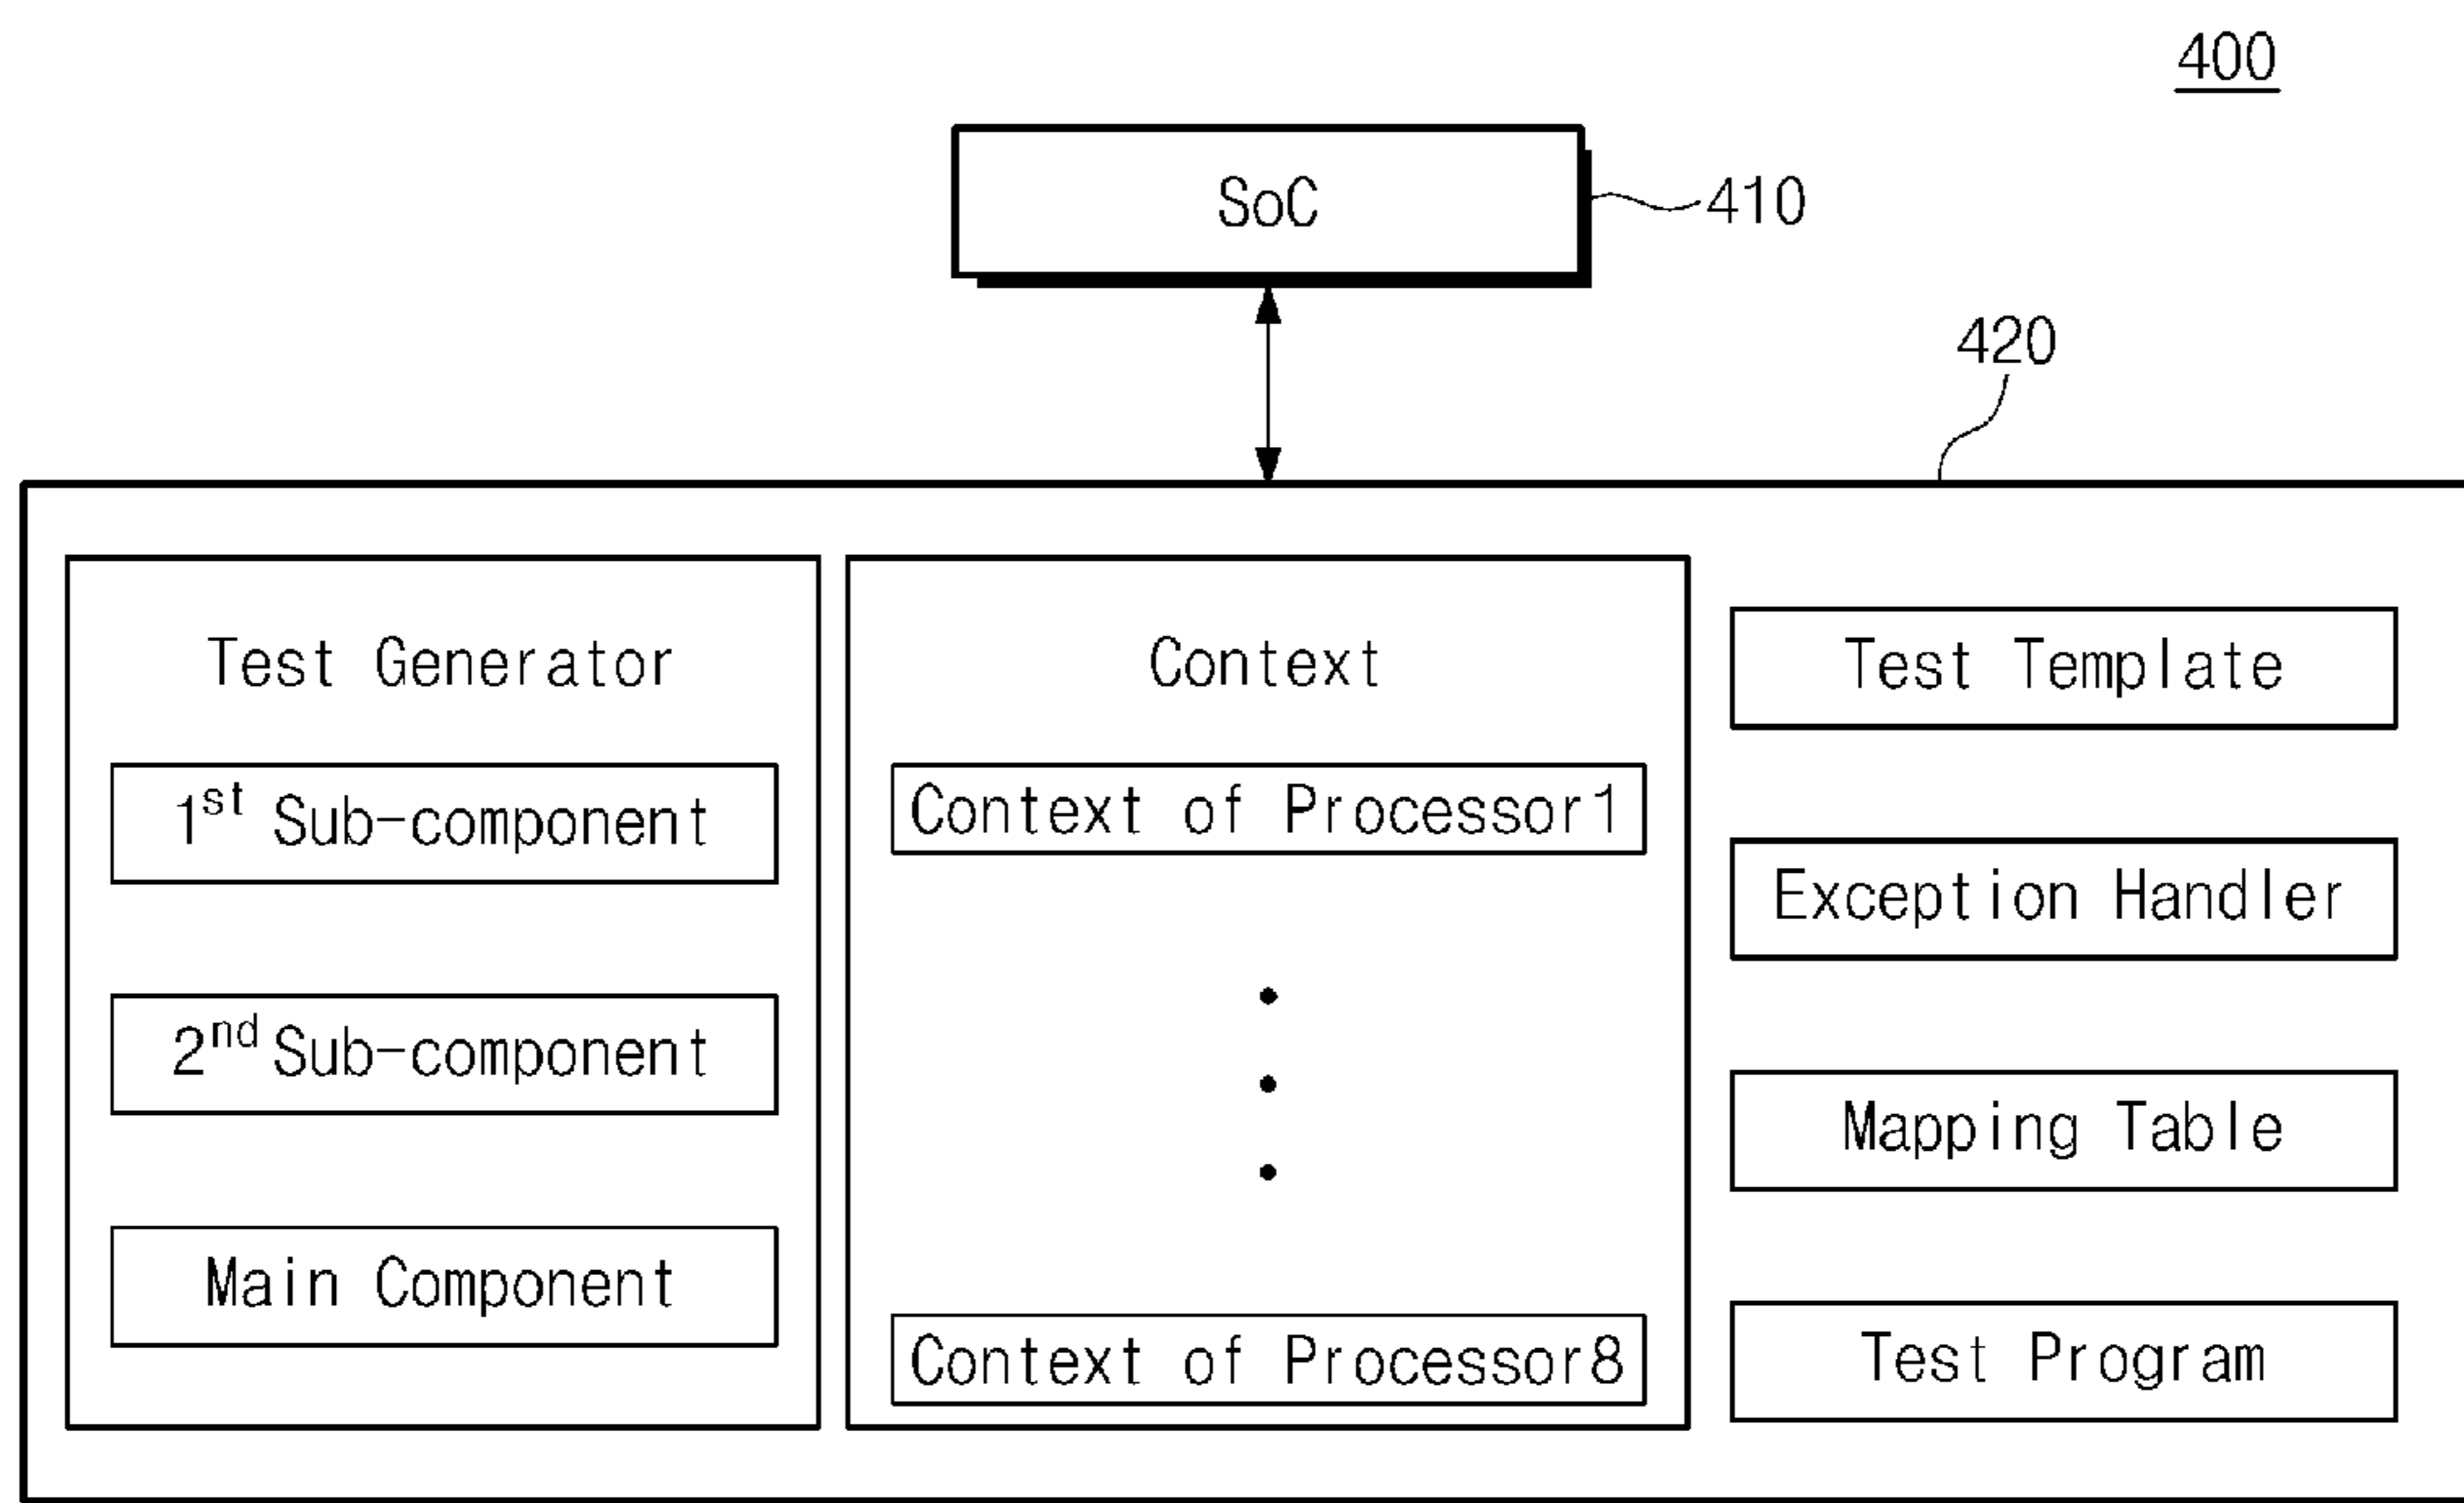 400
SoC
410
420
Test Generator
1st Sub-component
2nd Sub-component
Main Component
Context
Context of Processor1
Context of Processor8
Test Template
Exception Handler
Mapping Table
Test Program